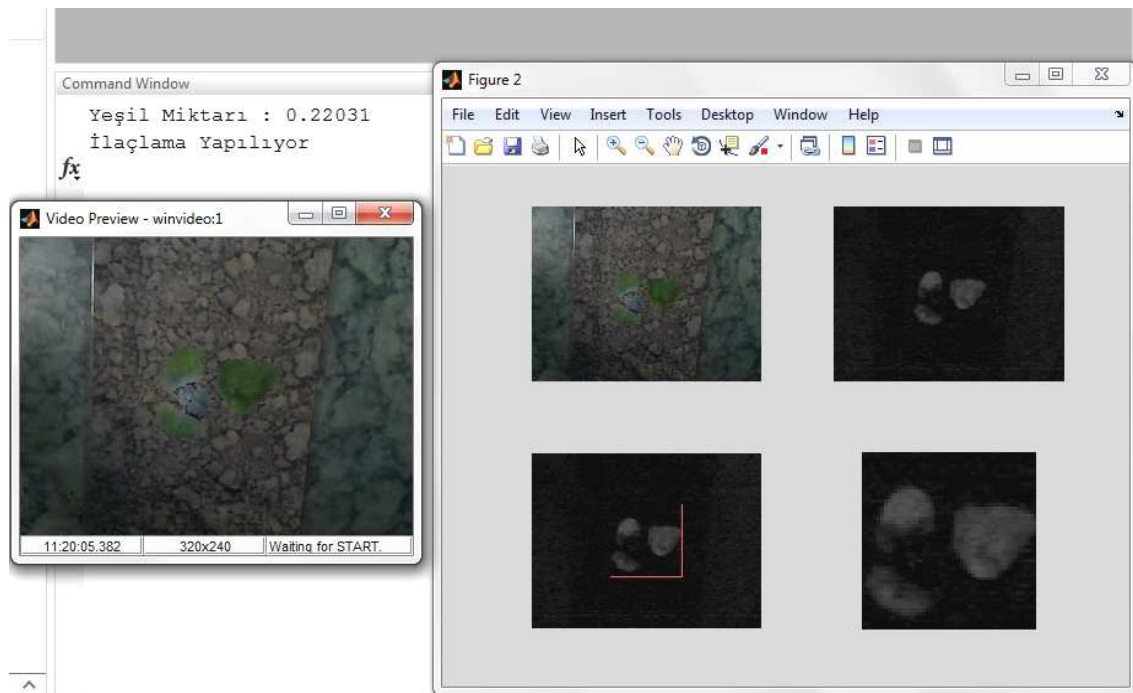 Command Window
Yeşil Miktarı : 0.22031
İlaçlama Yapılıyor
fx
Video Preview - winvideo:1
11:20:05.382 320x240 Waiting for START.
Figure 2
File Edit View Insert Tools Desktop Window Help